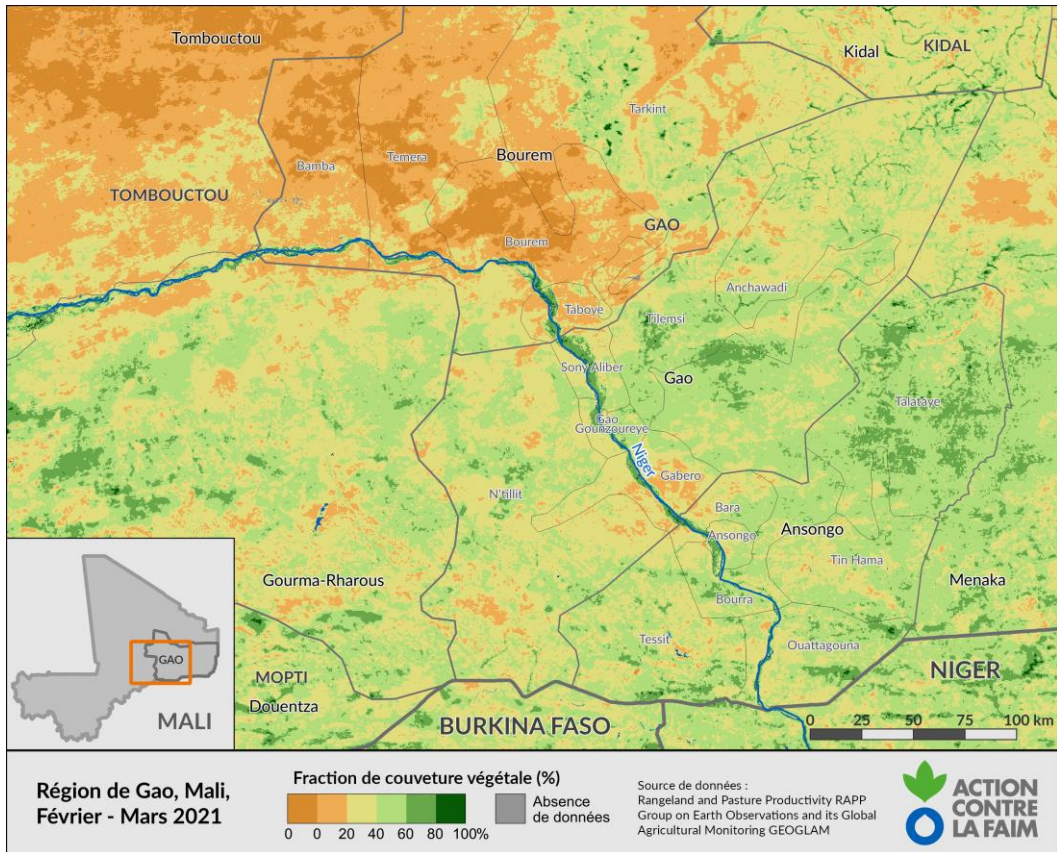 Tombouctou
Kidal
KIDAL
Tarkint
Bourem
Temera
Bamba
TOMBOUCTOU
GAO
Bourem
Anchawadi
Taboye
Tilemsi
Sony Aliber
Gao
Talataye
Gao
Gounzoureye
Niger
Gabero
N'tillit
Bara
Ansongo
Ansongo
Tin Hama
Gourma-Rharous
Menaka
Bourra
Tessit
Ouattagouna
GAO
MOPTI
NIGER
Douentza
MALI
BURKINA FASO
0 25 50 75 100 km
Région de Gao, Mali,
Février - Mars 2021
Fraction de couveture végétale (%)
0 0 20 40 60 80 100%
Absence
de données
Source de données :
Rangeland and Pasture Productivity RAPP
Group on Earth Observations and its Global
Agricultural Monitoring GEOGLAM
ACTION
CONTRE
LA FAIM